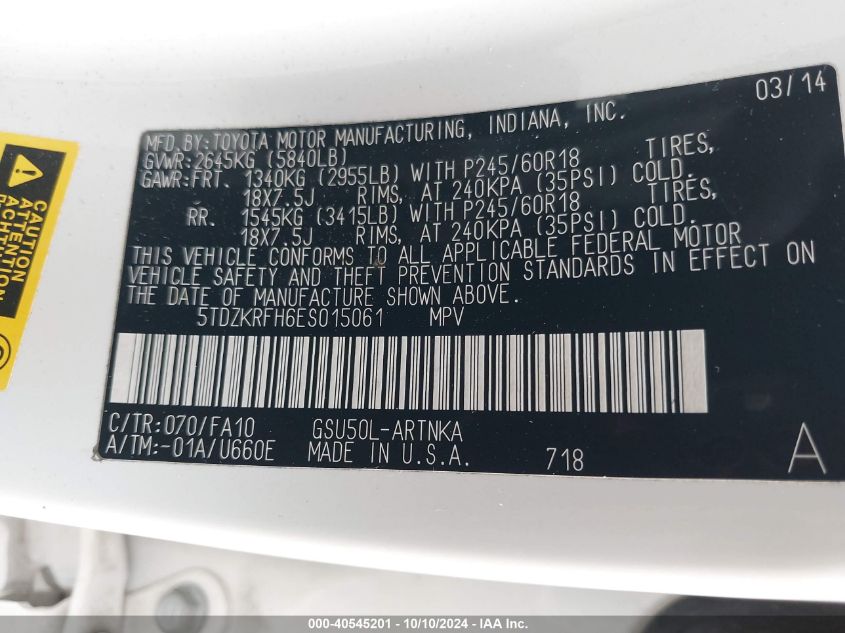 03/14
MFD. BY: TOYOTA MOTOR MANUFACTURING, INDIANA, INC.
GVWR: 2645KG (5840LB)
GAWR: FRT. 1340KG (2955LB) WITH P245/60R18 TIRES,
18X7.5J RIMS, AT 240KPA (35PSI) COLD.
RR. 1545KG (3415LB) WITH P245/60R18 TIRES,
18X7.5J RIMS, AT 240KPA (35PSI) COLD.
THIS VEHICLE CONFORMS TO ALL APPLICABLE FEDERAL MOTOR
VEHICLE SAFETY AND THEFT PREVENTION STANDARDS IN EFFECT ON
THE DATE OF MANUFACTURE SHOWN ABOVE.
5TDZKRFH6ES015061 MPV
C/TR: 070/FA10 GSU50L-ARTNKA
A/TM: -01A/U660E MADE IN U.S.A. 718 A
CAUTION
ATTENTION
ACHTUNG
000-40545201 - 10/10/2024 - IAA Inc.